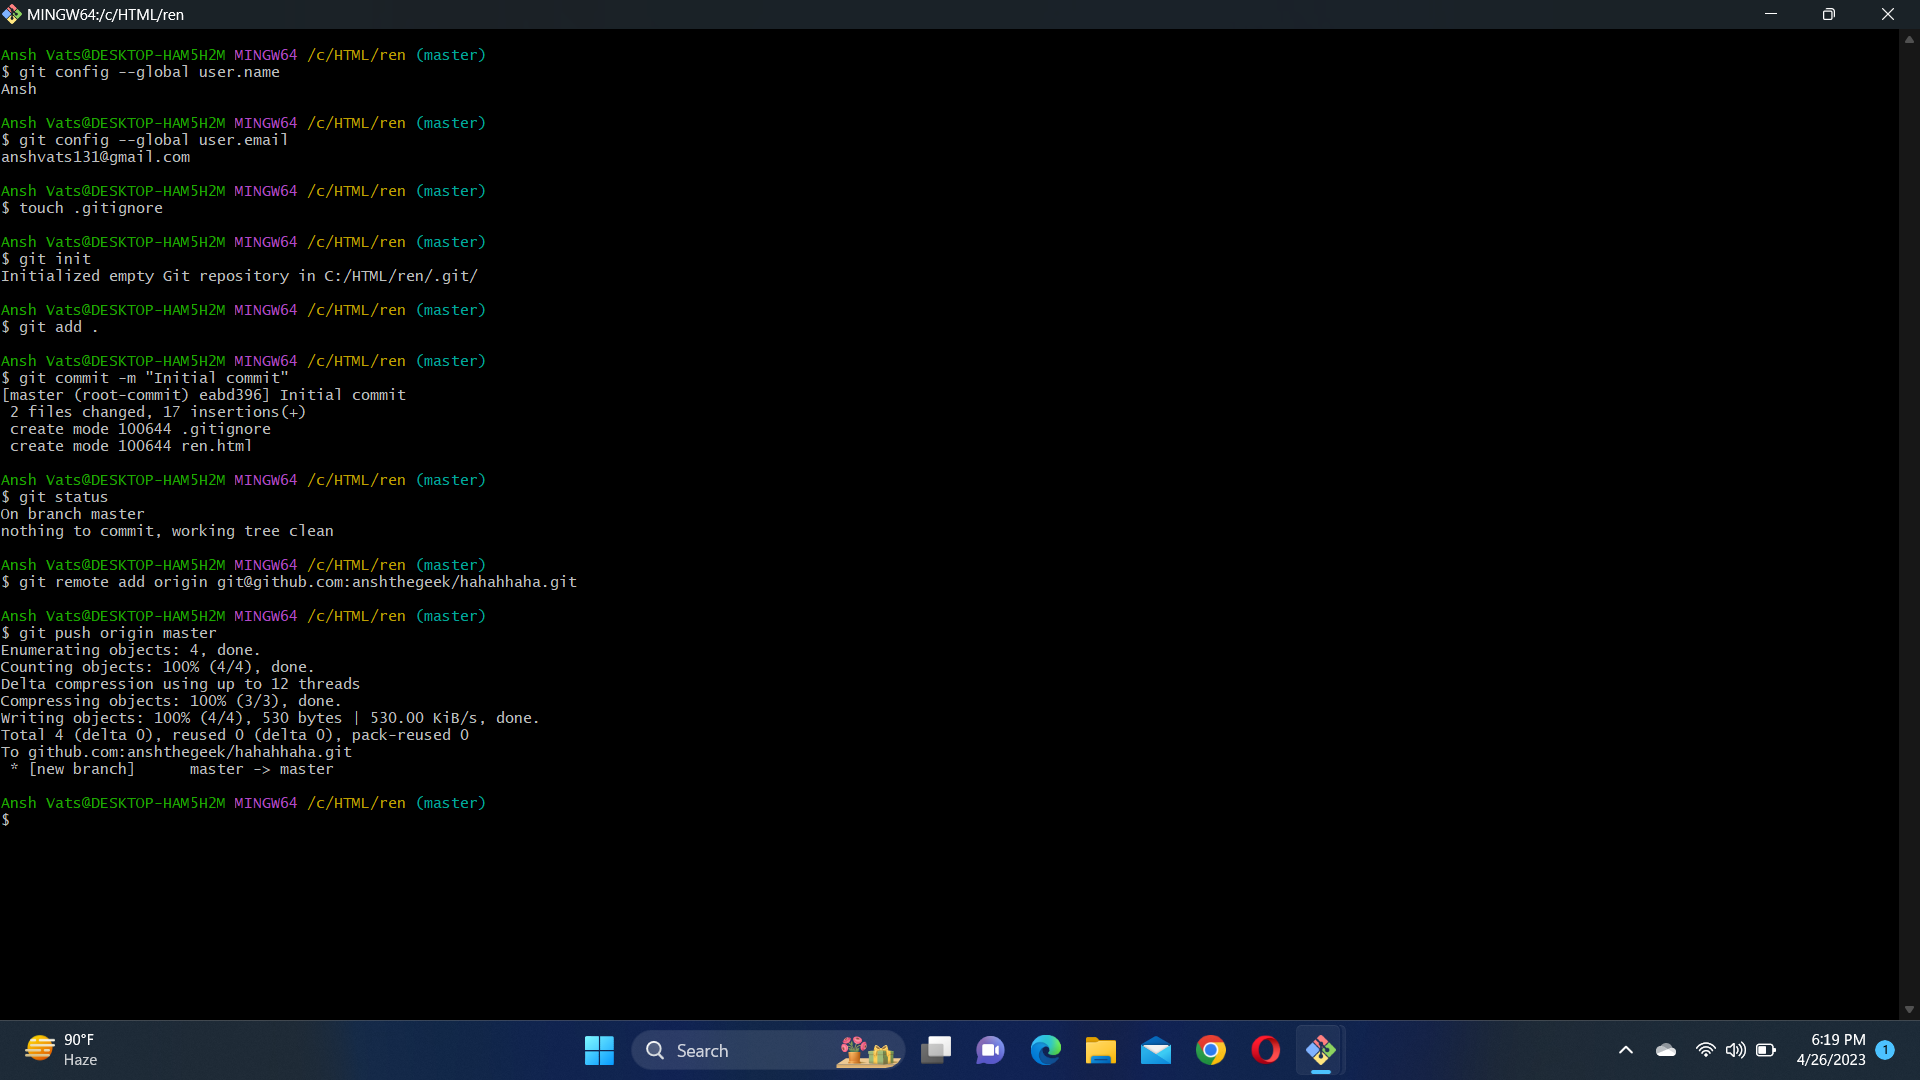 MINGW64:/c/HTML/ren
Ansh Vats@DESKTOP-HAM5H2M MINGW64 /c/HTML/ren (master)
$ git config --global user.name
Ansh
Ansh Vats@DESKTOP-HAM5H2M MINGW64 /c/HTML/ren (master)
$ git config --global user.email
anshvats131@gmail.com
Ansh Vats@DESKTOP-HAM5H2M MINGW64 /c/HTML/ren (master)
$ touch .gitignore
Ansh Vats@DESKTOP-HAM5H2M MINGW64 /c/HTML/ren (master)
$ git init
Initialized empty Git repository in C:/HTML/ren/.git/
Ansh Vats@DESKTOP-HAM5H2M MINGW64 /c/HTML/ren (master)
$ git add .
Ansh Vats@DESKTOP-HAM5H2M MINGW64 /c/HTML/ren (master)
$ git commit -m "Initial commit"
[master (root-commit) eabd396] Initial commit
 2 files changed, 17 insertions(+)
 create mode 100644 .gitignore
 create mode 100644 ren.html
Ansh Vats@DESKTOP-HAM5H2M MINGW64 /c/HTML/ren (master)
$ git status
On branch master
nothing to commit, working tree clean
Ansh Vats@DESKTOP-HAM5H2M MINGW64 /c/HTML/ren (master)
$ git remote add origin git@github.com:anshthegeek/hahahhaha.git
Ansh Vats@DESKTOP-HAM5H2M MINGW64 /c/HTML/ren (master)
$ git push origin master
Enumerating objects: 4, done.
Counting objects: 100% (4/4), done.
Delta compression using up to 12 threads
Compressing objects: 100% (3/3), done.
Writing objects: 100% (4/4), 530 bytes | 530.00 KiB/s, done.
Total 4 (delta 0), reused 0 (delta 0), pack-reused 0
To github.com:anshthegeek/hahahhaha.git
 * [new branch]      master -> master
Ansh Vats@DESKTOP-HAM5H2M MINGW64 /c/HTML/ren (master)
$
90°F
Haze
Search
6:19 PM
4/26/2023
1